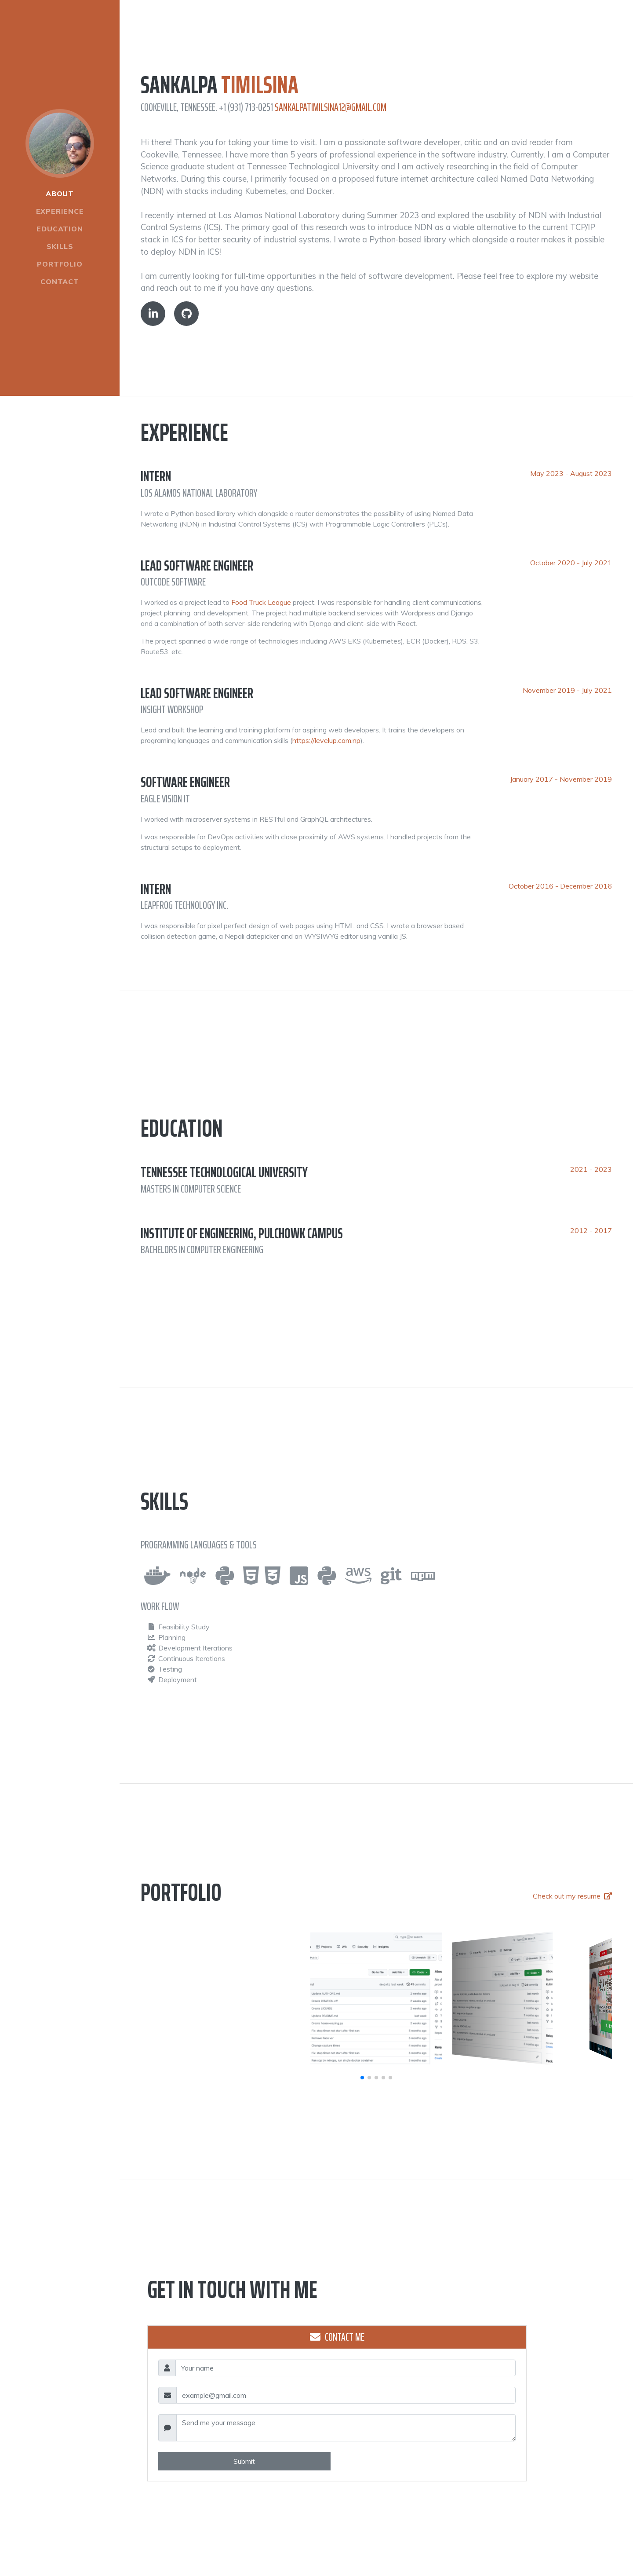 ABOUT
EXPERIENCE
EDUCATION
SKILLS
PORTFOLIO
CONTACT
SANKALPA TIMILSINA
COOKEVILLE, TENNESSEE. +1 (931) 713-0251 SANKALPATIMILSINA12@GMAIL.COM
Hi there! Thank you for taking your time to visit. I am a passionate software developer, critic and an avid reader from
Cookeville, Tennessee. I have more than 5 years of professional experience in the software industry. Currently, I am a Computer
Science graduate student at Tennessee Technological University and I am actively researching in the field of Computer
Networks. During this course, I primarily focused on a proposed future internet architecture called Named Data Networking
(NDN) with stacks including Kubernetes, and Docker.
I recently interned at Los Alamos National Laboratory during Summer 2023 and explored the usability of NDN with Industrial
Control Systems (ICS). The primary goal of this research was to introduce NDN as a viable alternative to the current TCP/IP
stack in ICS for better security of industrial systems. I wrote a Python-based library which alongside a router makes it possible
to deploy NDN in ICS!
I am currently looking for full-time opportunities in the field of software development. Please feel free to explore my website
and reach out to me if you have any questions.
EXPERIENCE
INTERN
May 2023 - August 2023
LOS ALAMOS NATIONAL LABORATORY
I wrote a Python based library which alongside a router demonstrates the possibility of using Named Data
Networking (NDN) in Industrial Control Systems (ICS) with Programmable Logic Controllers (PLCs).
LEAD SOFTWARE ENGINEER
October 2020 - July 2021
OUTCODE SOFTWARE
I worked as a project lead to Food Truck League project. I was responsible for handling client communications,
project planning, and development. The project had multiple backend services with Wordpress and Django
and a combination of both server-side rendering with Django and client-side with React.
The project spanned a wide range of technologies including AWS EKS (Kubernetes), ECR (Docker), RDS, S3,
Route53, etc.
LEAD SOFTWARE ENGINEER
November 2019 - July 2021
INSIGHT WORKSHOP
Lead and built the learning and training platform for aspiring web developers. It trains the developers on
programing languages and communication skills (https://levelup.com.np).
SOFTWARE ENGINEER
January 2017 - November 2019
EAGLE VISION IT
I worked with microserver systems in RESTful and GraphQL architectures.
I was responsible for DevOps activities with close proximity of AWS systems. I handled projects from the
structural setups to deployment.
INTERN
October 2016 - December 2016
LEAPFROG TECHNOLOGY INC.
I was responsible for pixel perfect design of web pages using HTML and CSS. I wrote a browser based
collision detection game, a Nepali datepicker and an WYSIWYG editor using vanilla JS.
EDUCATION
TENNESSEE TECHNOLOGICAL UNIVERSITY
2021 - 2023
MASTERS IN COMPUTER SCIENCE
INSTITUTE OF ENGINEERING, PULCHOWK CAMPUS
2012 - 2017
BACHELORS IN COMPUTER ENGINEERING
SKILLS
PROGRAMMING LANGUAGES & TOOLS
node JS aws git npm
WORK FLOW
Feasibility Study
Planning
Development Iterations
Continuous Iterations
Testing
Deployment
PORTFOLIO
Check out my resume
GET IN TOUCH WITH ME
CONTACT ME
Your name
example@gmail.com
Send me your message
Submit